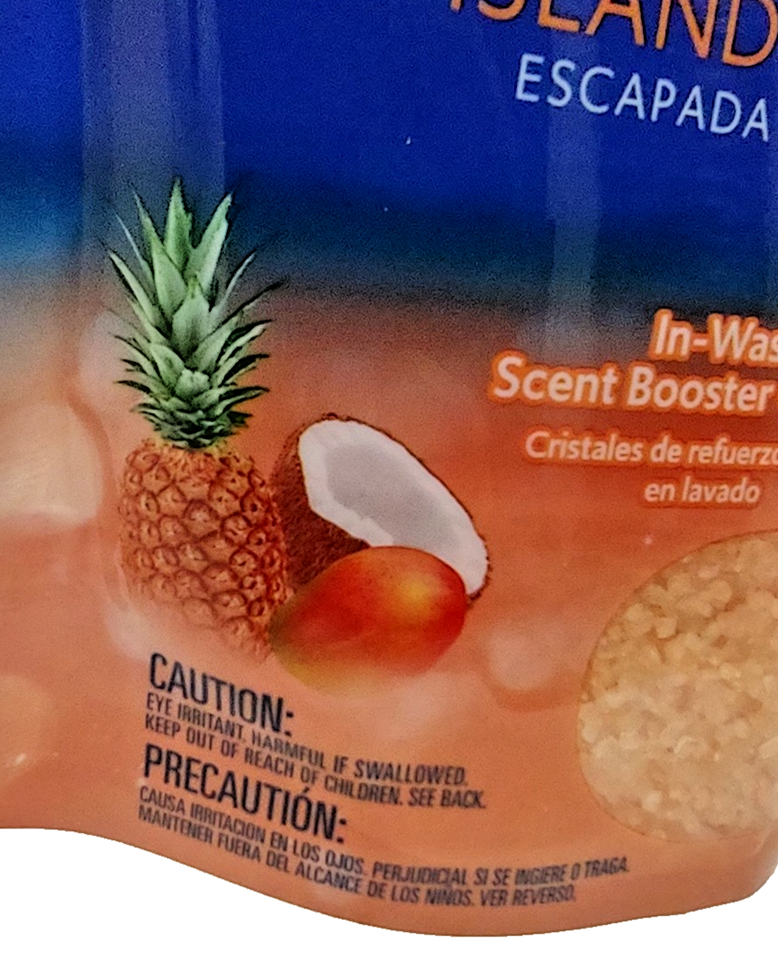 ISLAND
ESCAPADA
In-Was
Scent Booster
Cristales de refuerzo
en lavado
CAUTION:
EYE IRRITANT. HARMFUL IF SWALLOWED.
KEEP OUT OF REACH OF CHILDREN. SEE BACK.
PRECAUTIÓN:
CAUSA IRRITACION EN LOS OJOS. PERJUDICIAL SI SE INGIERE O TRAGA.
MANTENER FUERA DEL ALCANCE DE LOS NIÑOS. VER REVERSO.